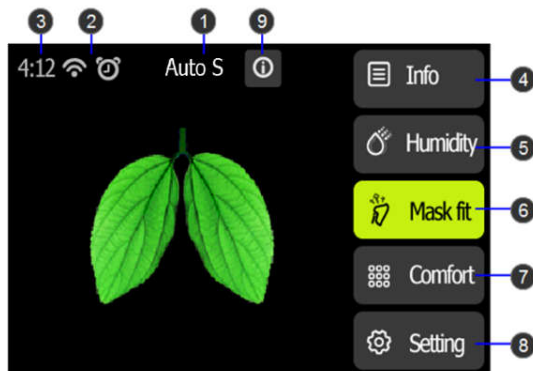 3 2 1 9
4:12 Auto S
Info 4
Humidity 5
Mask fit 6
Comfort 7
Setting 8